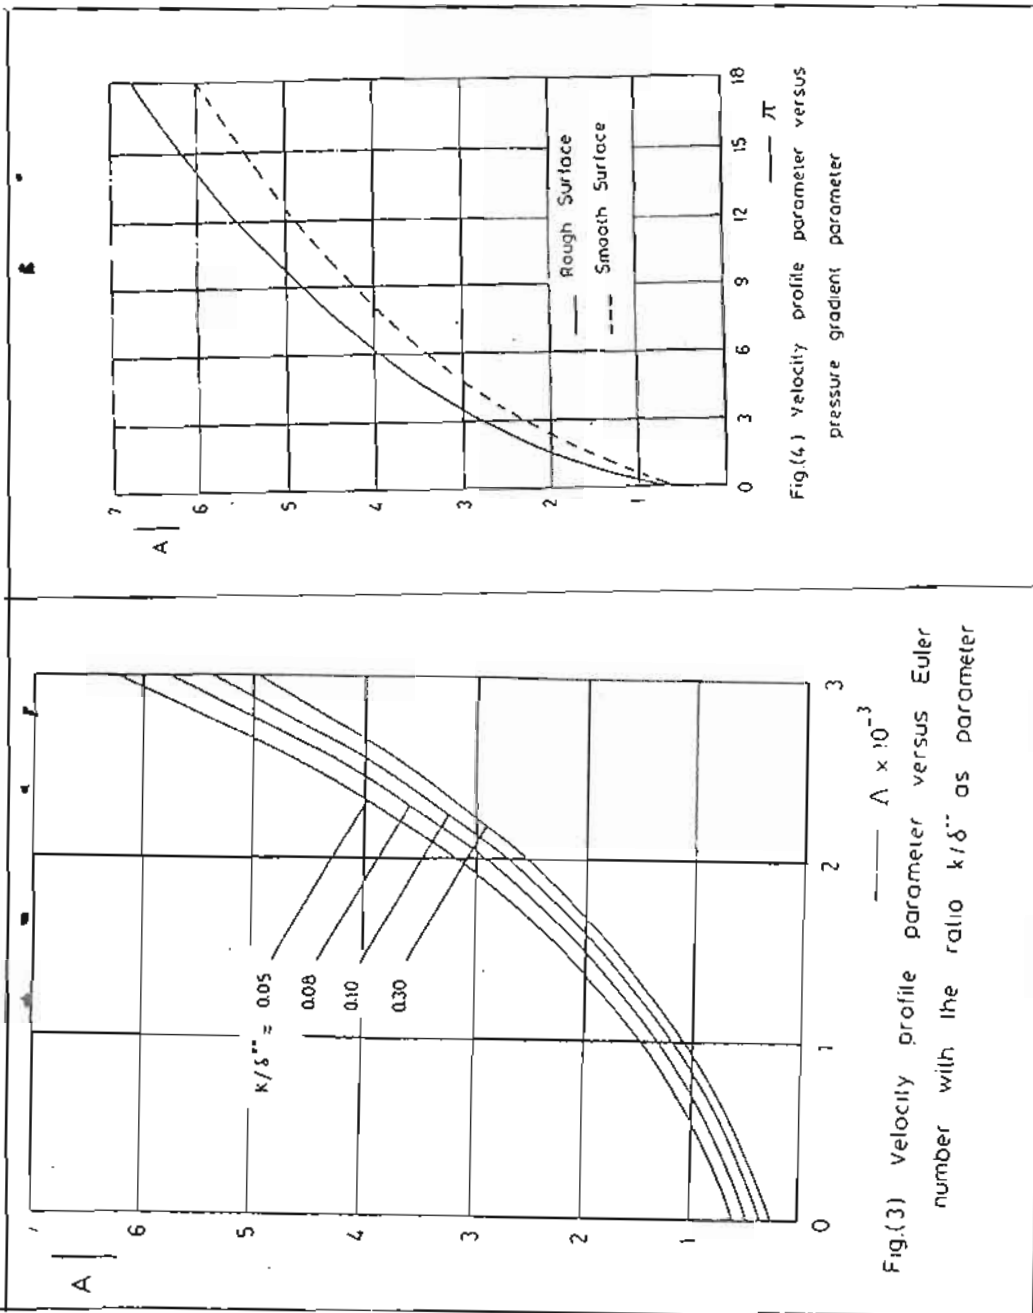 7
6
5
4
3
2
1
A
0
3
6
9
12
15
18
π
Rough Surface
Smooth Surface
Fig.(4) Velocity profile parameter versus
pressure gradient parameter
7
6
5
4
3
2
1
A
0
1
2
3
Λ × 10⁻³
k/δ** = 0.05
0.08
0.10
0.30
Fig.(3) Velocity profile parameter versus Euler
number with the ratio k/δ** as parameter